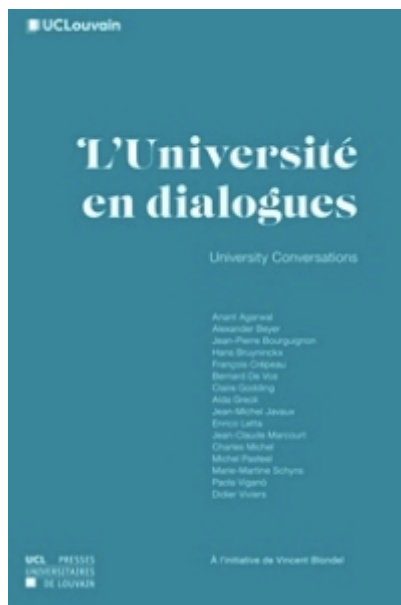 UCLouvain
L'Université
en dialogues
University Conversations
Anant Agarwal
Alexander Beyer
Jean-Pierre Bourguignon
Hans Bruyninckx
François Crépeau
Bernard De Vos
Claire Godding
Aïda Greoli
Jean-Michel Javaux
Enrico Letta
Jean-Claude Marcourt
Charles Michel
Michel Pasteel
Marie-Martine Schyns
Paola Viganò
Didier Viviers
UCL PRESSES
UNIVERSITAIRES
DE LOUVAIN
À l'initiative de Vincent Blondel